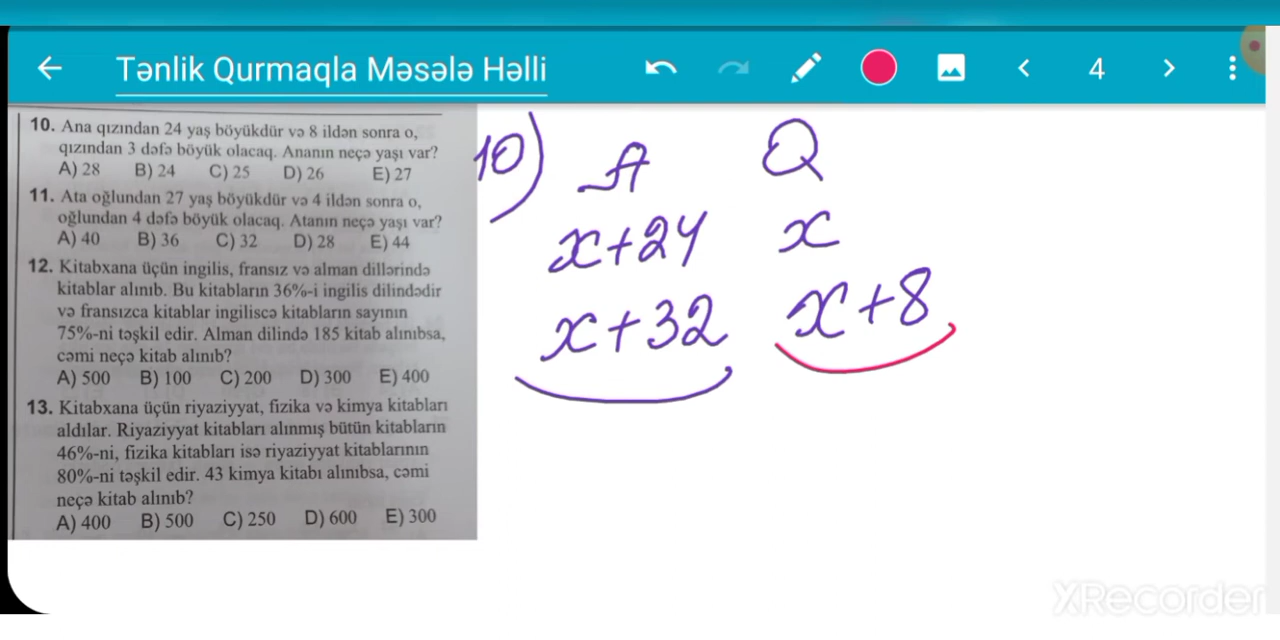 Tənlik Qurmaqla Məsələ Həlli
4
10. Ana qızından 24 yaş böyükdür və 8 ildən sonra o,
qızından 3 dəfə böyük olacaq. Ananın neçə yaşı var?
A) 28 B) 24 C) 25 D) 26 E) 27
11. Ata oğlundan 27 yaş böyükdür və 4 ildən sonra o,
oğlundan 4 dəfə böyük olacaq. Atanın neçə yaşı var?
A) 40 B) 36 C) 32 D) 28 E) 44
12. Kitabxana üçün ingilis, fransız və alman dillərində
kitablar alınıb. Bu kitabların 36%-i ingilis dilindədir
və fransızca kitablar ingiliscə kitabların sayının
75%-ni təşkil edir. Alman dilində 185 kitab alınıbsa,
cəmi neçə kitab alınıb?
A) 500 B) 100 C) 200 D) 300 E) 400
13. Kitabxana üçün riyaziyyat, fizika və kimya kitabları
aldılar. Riyaziyyat kitabları alınmış bütün kitabların
46%-ni, fizika kitabları isə riyaziyyat kitablarının
80%-ni təşkil edir. 43 kimya kitabı alınıbsa, cəmi
neçə kitab alınıb?
A) 400 B) 500 C) 250 D) 600 E) 300
10) A Q
x+24 x
x+32 x+8
XRecorder